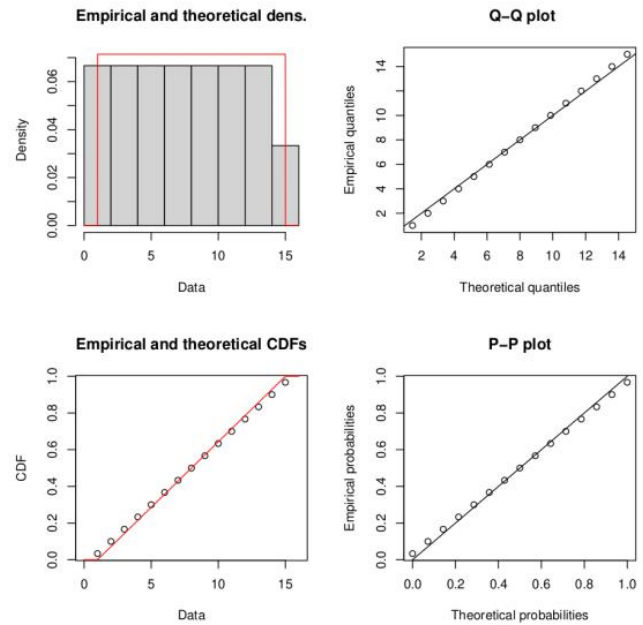 Empirical and theoretical dens.
Density
0.00
0.02
0.04
0.06
0 5 10 15
Data
Q−Q plot
Empirical quantiles
2
4
6
8
10
14
2 4 6 8 10 12 14
Theoretical quantiles
Empirical and theoretical CDFs
CDF
0.0
0.2
0.4
0.6
0.8
1.0
0 5 10 15
Data
P−P plot
Empirical probabilities
0.0
0.2
0.4
0.6
0.8
1.0
0.0 0.2 0.4 0.6 0.8 1.0
Theoretical probabilities